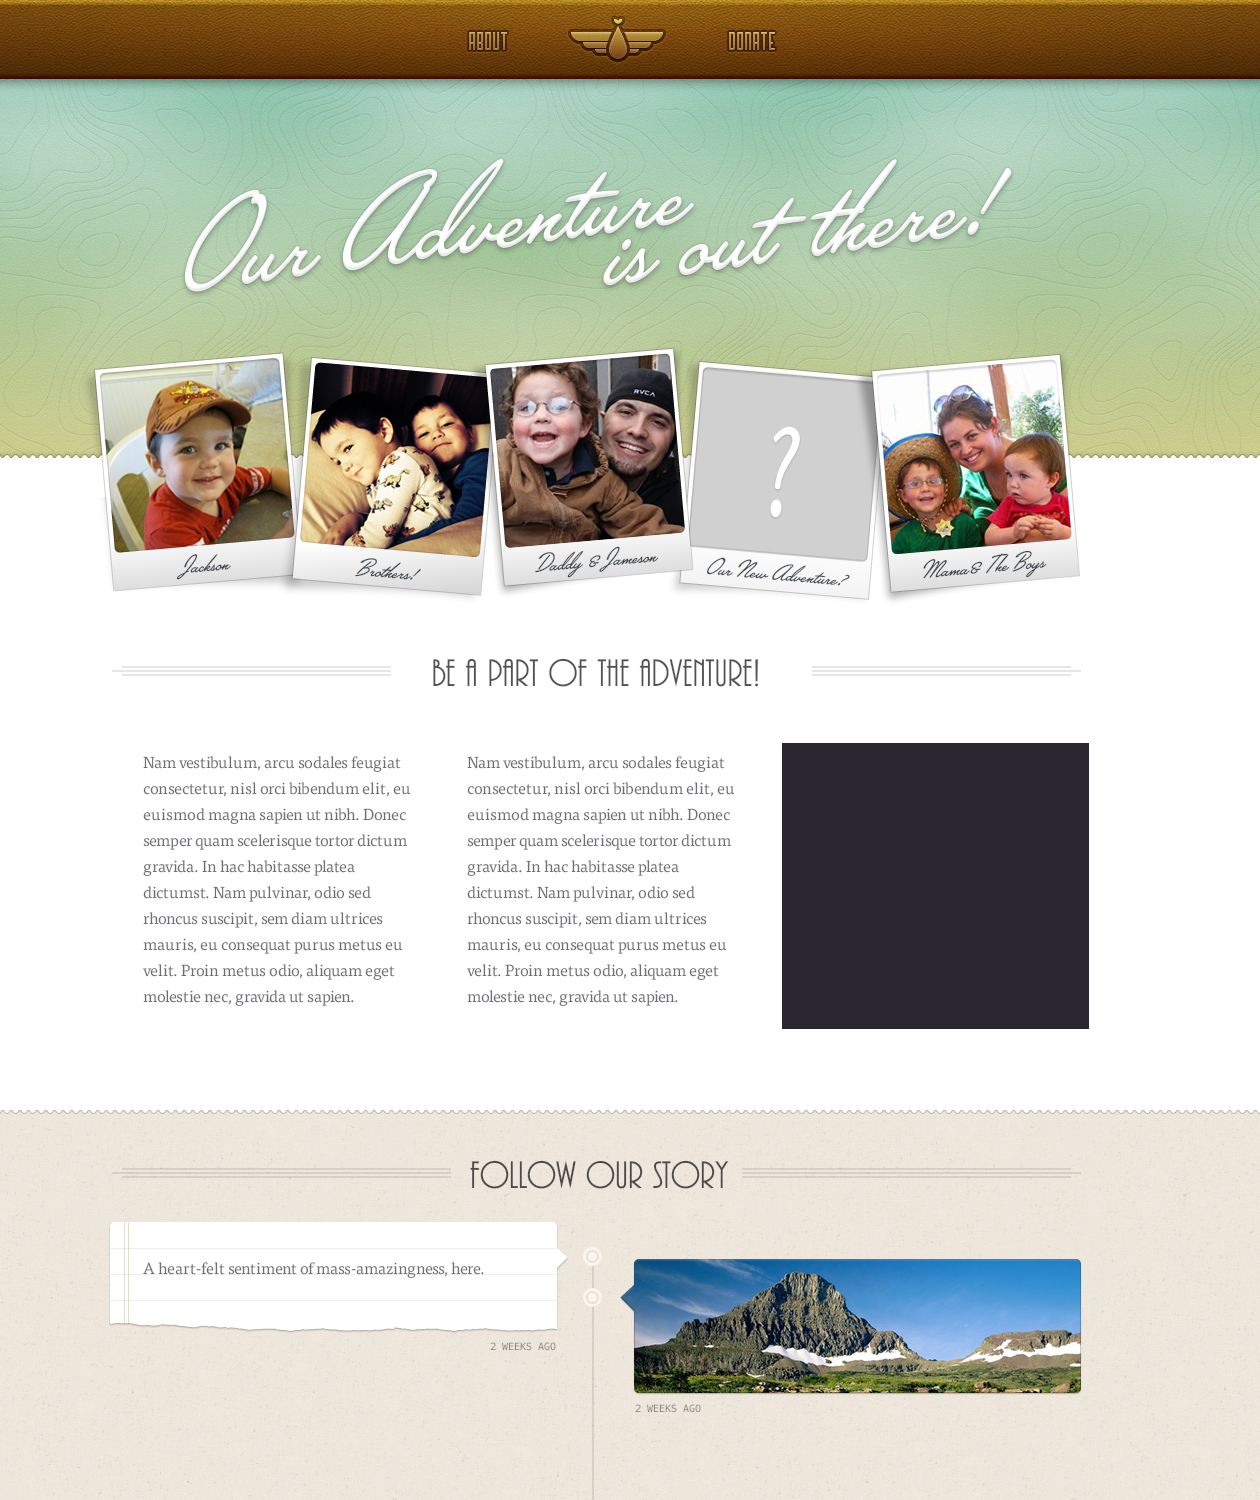 ABOUT
DONATE
Our Adventure
is out there!
RVCA
Jackson
Brothers!
Daddy & Jameson
?
Our New Adventure?
Mama & The Boys
BE A PART OF THE ADVENTURE!
Nam vestibulum, arcu sodales feugiat
consectetur, nisl orci bibendum elit, eu
euismod magna sapien ut nibh. Donec
semper quam scelerisque tortor dictum
gravida. In hac habitasse platea
dictumst. Nam pulvinar, odio sed
rhoncus suscipit, sem diam ultrices
mauris, eu consequat purus metus eu
velit. Proin metus odio, aliquam eget
molestie nec, gravida ut sapien.
Nam vestibulum, arcu sodales feugiat
consectetur, nisl orci bibendum elit, eu
euismod magna sapien ut nibh. Donec
semper quam scelerisque tortor dictum
gravida. In hac habitasse platea
dictumst. Nam pulvinar, odio sed
rhoncus suscipit, sem diam ultrices
mauris, eu consequat purus metus eu
velit. Proin metus odio, aliquam eget
molestie nec, gravida ut sapien.
FOLLOW OUR STORY
A heart-felt sentiment of mass-amazingness, here.
2 WEEKS AGO
2 WEEKS AGO